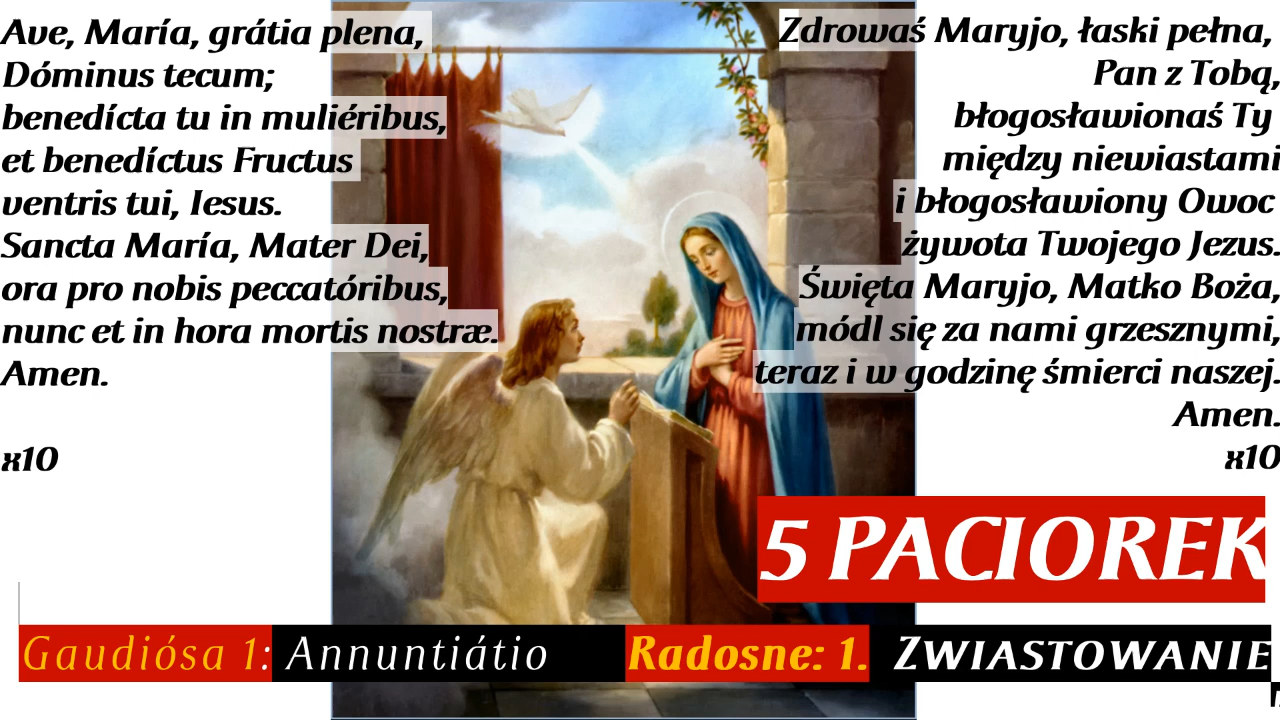 Ave, María, grátia plena,
Dóminus tecum;
benedícta tu in muliéribus,
et benedíctus Fructus
ventris tui, Iesus.
Sancta María, Mater Dei,
ora pro nobis peccatóribus,
nunc et in hora mortis nostræ.
Amen.
x10
Zdrowaś Maryjo, łaski pełna,
Pan z Tobą,
błogosławionaś Ty
między niewiastami
i błogosławiony Owoc
żywota Twojego Jezus.
Święta Maryjo, Matko Boża,
módl się za nami grzesznymi,
teraz i w godzinę śmierci naszej.
Amen.
x10
5 PACIOREK
Gaudiósa 1: Annuntiátio
Radosne: 1. ZWIASTOWANIE